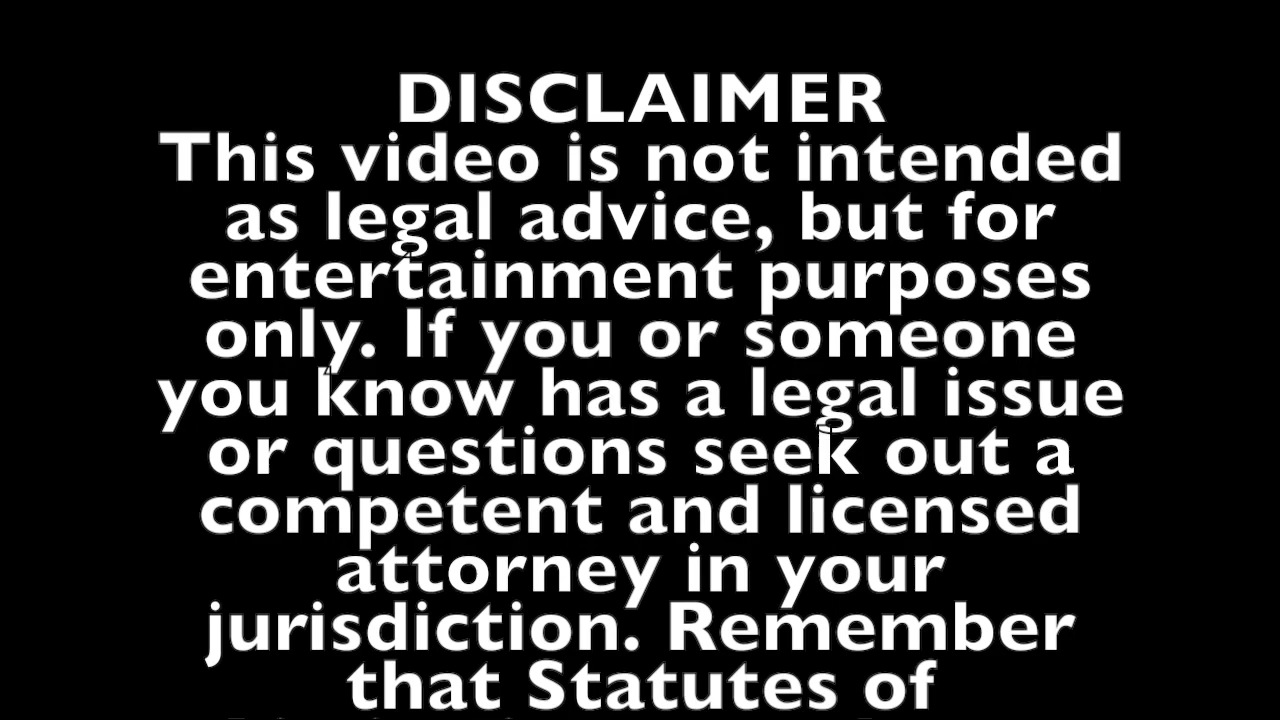 DISCLAIMER
This video is not intended
as legal advice, but for
entertainment purposes
only. If you or someone
you know has a legal issue
or questions seek out a
competent and licensed
attorney in your
jurisdiction. Remember
that Statutes of